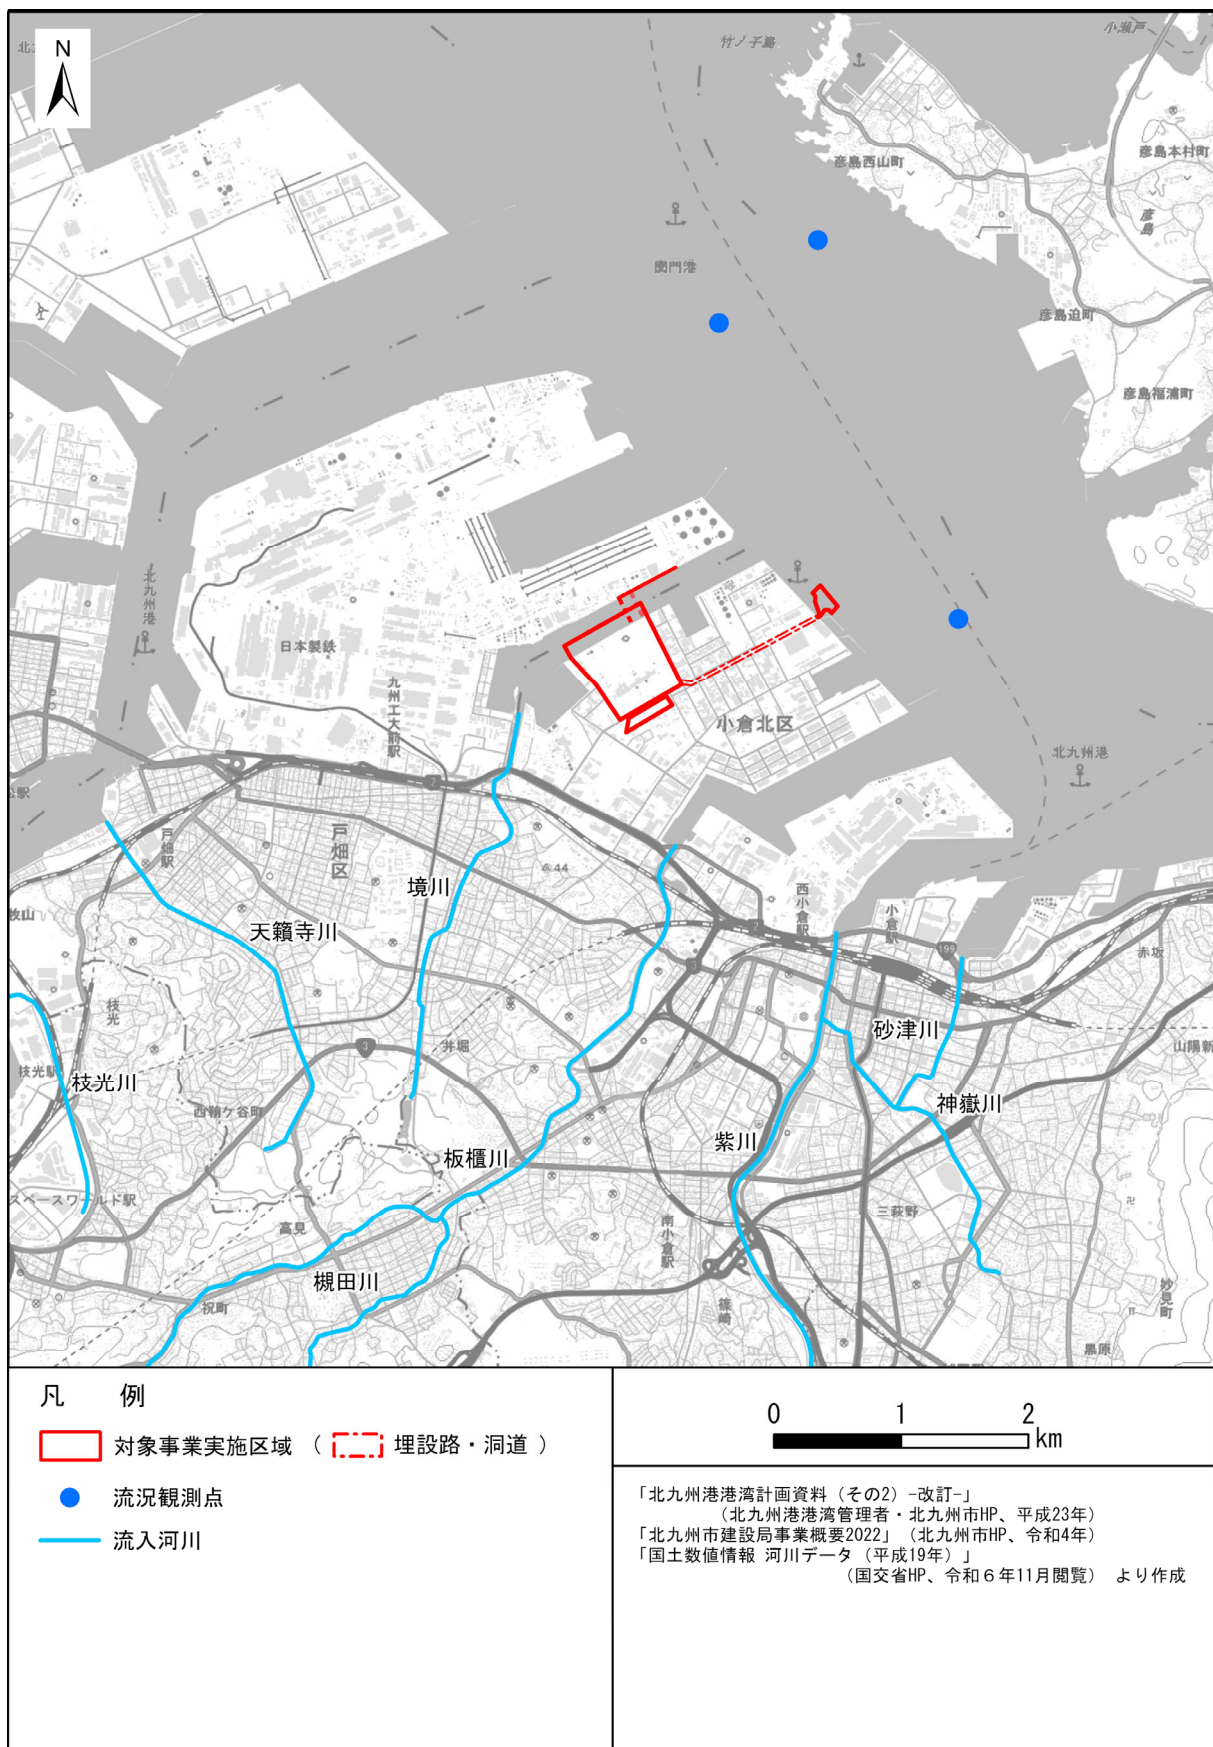 N
竹ノ子島
小瀬戸
彦島西山町
彦島本村町
彦島
関門港
彦島迫町
彦島福浦町
北九州港
日本製鉄
九州工大前駅
小倉北区
北九州港
戸畑駅
戸畑区
境川
44
西小倉駅
小倉駅
199
赤坂
牧山
天籟寺川
枝光
砂津川
井堀
3
山陽新
枝光駅
枝光川
西鞘ケ谷町
神嶽川
紫川
板櫃川
スペースワールド駅
高見
三萩野
南小倉駅
槻田川
祝町
篠崎
妙見町
黒原
凡 例
対象事業実施区域 ( 埋設路・洞道 )
流況観測点
流入河川
0 1 2
km
「北九州港港湾計画資料(その2)-改訂-」
(北九州港港湾管理者・北九州市HP、平成23年)
「北九州市建設局事業概要2022」(北九州市HP、令和4年)
「国土数値情報 河川データ(平成19年)」
(国交省HP、令和6年11月閲覧) より作成